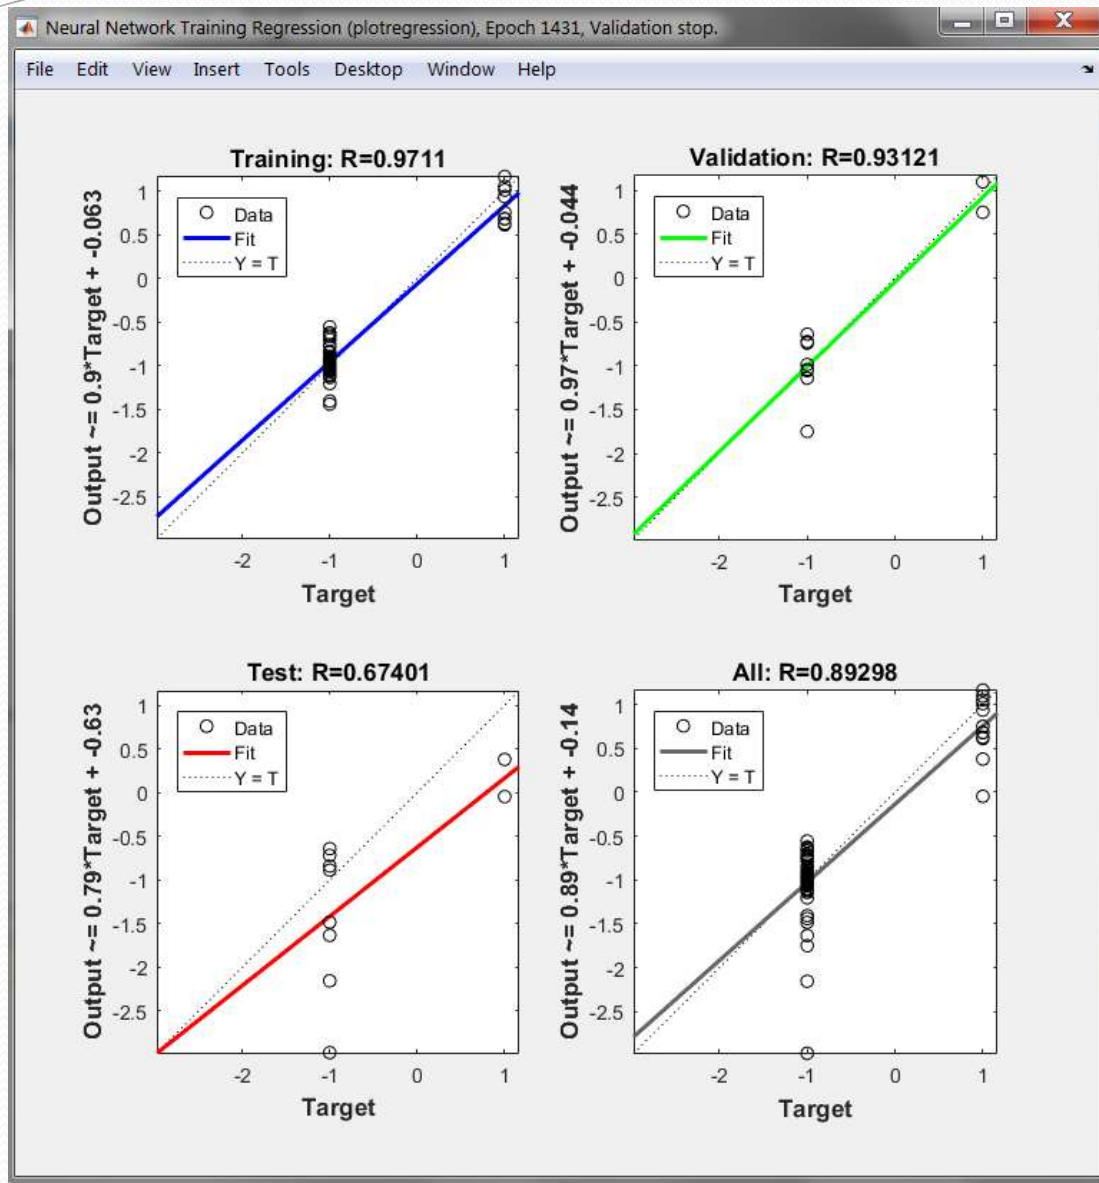 Neural Network Training Regression (plotregression), Epoch 1431, Validation stop.
File Edit View Insert Tools Desktop Window Help
Training: R=0.9711
Output ~= 0.9*Target + -0.063
1
0.5
0
-0.5
-1
-1.5
-2
-2.5
Data
Fit
Y = T
-2 -1 0 1
Target
Validation: R=0.93121
Output ~= 0.97*Target + -0.044
1
0.5
0
-0.5
-1
-1.5
-2
-2.5
Data
Fit
Y = T
-2 -1 0 1
Target
Test: R=0.67401
Output ~= 0.79*Target + -0.63
1
0.5
0
-0.5
-1
-1.5
-2
-2.5
Data
Fit
Y = T
-2 -1 0 1
Target
All: R=0.89298
Output ~= 0.89*Target + -0.14
1
0.5
0
-0.5
-1
-1.5
-2
-2.5
Data
Fit
Y = T
-2 -1 0 1
Target